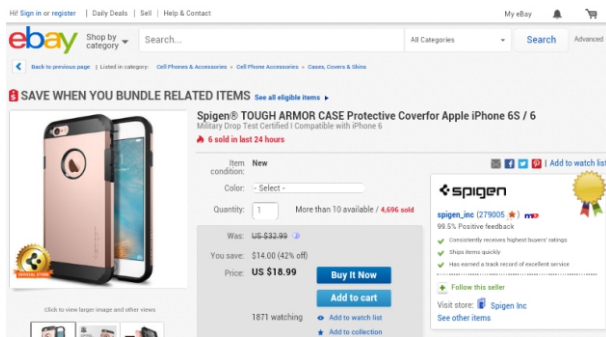 Hi! Sign in or register | Daily Deals | Sell | Help & Contact
My eBay
ebay
Shop by category
Search...
All Categories
Search
Advanced
Back to previous page | Listed in category: Cell Phones & Accessories > Cell Phone Accessories > Cases, Covers & Skins
$ SAVE WHEN YOU BUNDLE RELATED ITEMS See all eligible items
Spigen® TOUGH ARMOR CASE Protective Coverfor Apple iPhone 6S / 6
Military Drop Test Certified I Compatible with iPhone 6
6 sold in last 24 hours
Item condition: New
| Add to watch list
Color: - Select -
Quantity: 1 More than 10 available / 4,696 sold
Was: US $32.99
You save: $14.00 (42% off)
Price: US $18.99
Buy It Now
Add to cart
1871 watching
Add to watch list
Add to collection
spigen
spigen_inc (279005 ) me
99.5% Positive feedback
Consistently receives highest buyers' ratings
Ships items quickly
Has earned a track record of excellent service
+ Follow this seller
Visit store: Spigen Inc
See other items
OFFICIAL STORE
Click to view larger image and other views